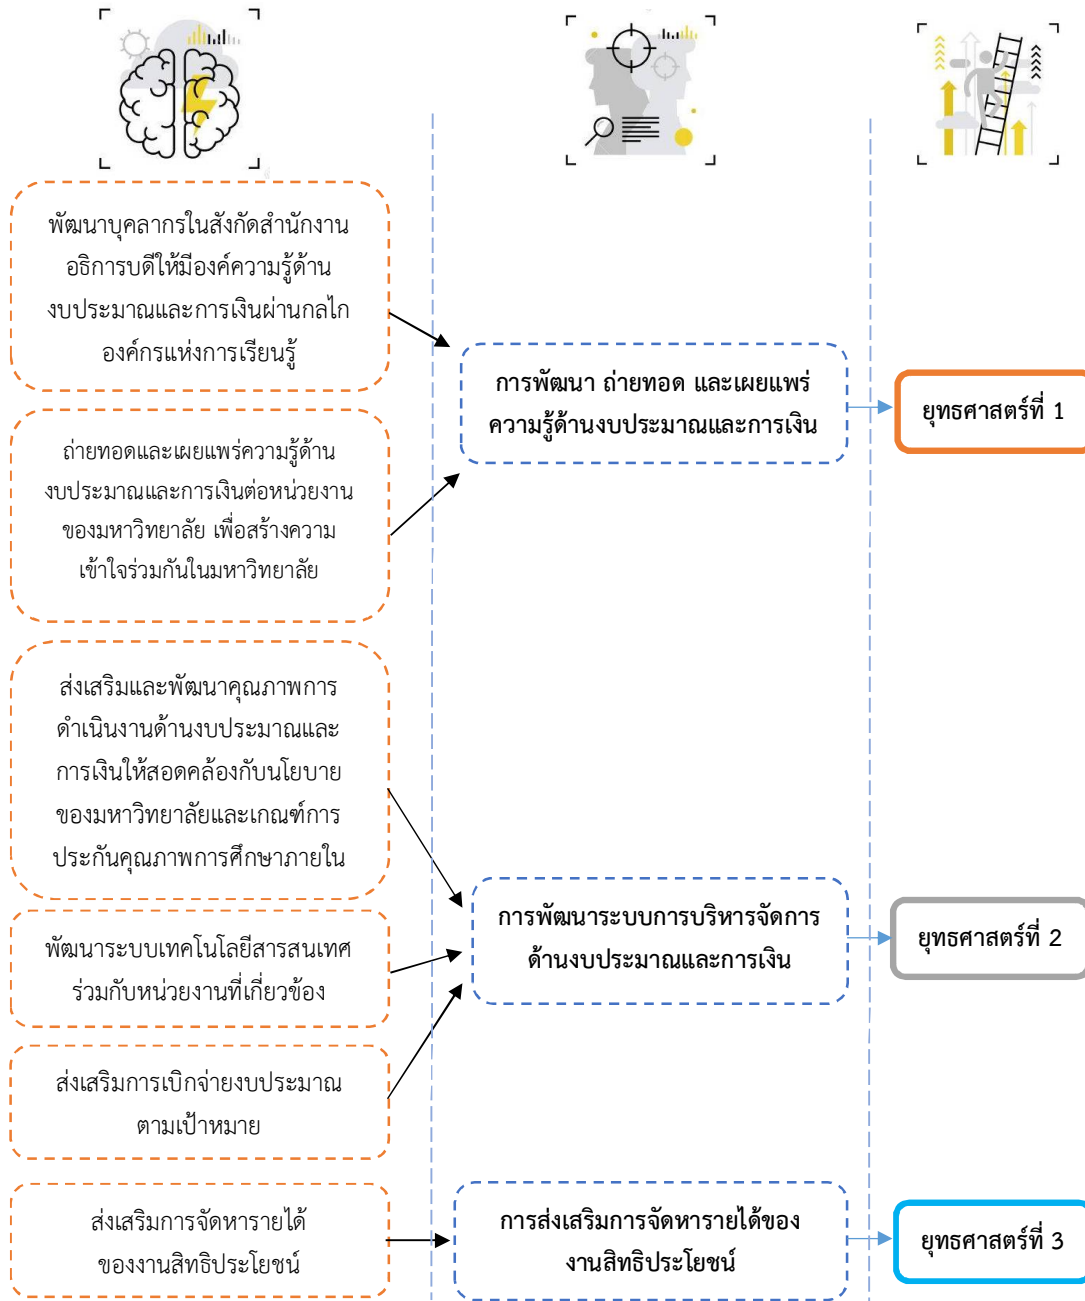 พัฒนาบุคลากรในสังกัดสำนักงาน
อธิการบดีให้มีองค์ความรู้ด้าน
งบประมาณและการเงินผ่านกลไก
องค์กรแห่งการเรียนรู้
การพัฒนา ถ่ายทอด และเผยแพร่
ความรู้ด้านงบประมาณและการเงิน
ยุทธศาสตร์ที่ 1
ถ่ายทอดและเผยแพร่ความรู้ด้าน
งบประมาณและการเงินต่อหน่วยงาน
ของมหาวิทยาลัย เพื่อสร้างความ
เข้าใจร่วมกันในมหาวิทยาลัย
ส่งเสริมและพัฒนาคุณภาพการ
ดำเนินงานด้านงบประมาณและ
การเงินให้สอดคล้องกับนโยบาย
ของมหาวิทยาลัยและเกณฑ์การ
ประกันคุณภาพการศึกษาภายใน
การพัฒนาระบบการบริหารจัดการ
ด้านงบประมาณและการเงิน
ยุทธศาสตร์ที่ 2
พัฒนาระบบเทคโนโลยีสารสนเทศ
ร่วมกับหน่วยงานที่เกี่ยวข้อง
ส่งเสริมการเบิกจ่ายงบประมาณ
ตามเป้าหมาย
ส่งเสริมการจัดหารายได้
ของงานสิทธิประโยชน์
การส่งเสริมการจัดหารายได้ของ
งานสิทธิประโยชน์
ยุทธศาสตร์ที่ 3